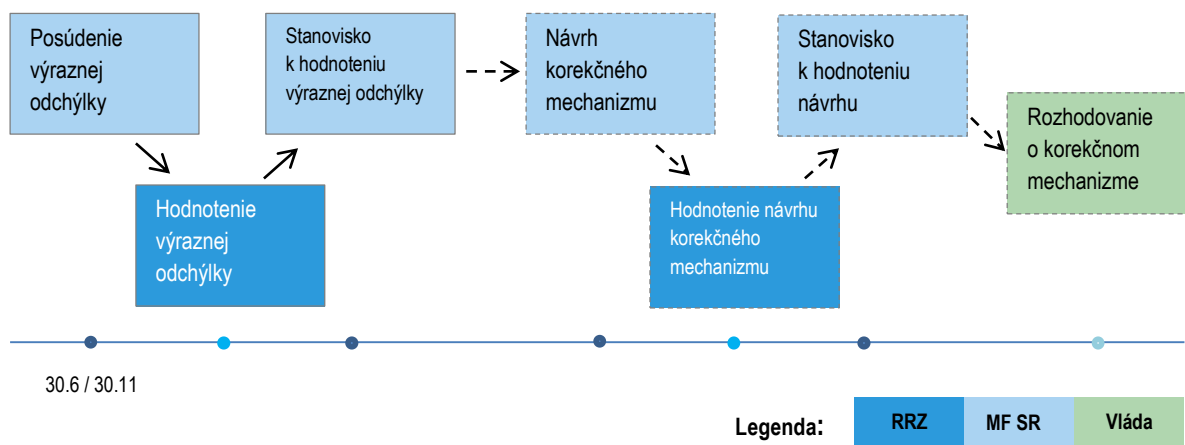 Posúdenie
výraznej
odchýlky
Stanovisko
k hodnoteniu
výraznej odchýlky
Návrh
korekčného
mechanizmu
Stanovisko
k hodnoteniu
návrhu
Rozhodovanie
o korekčnom
mechanizme
Hodnotenie
výraznej
odchýlky
Hodnotenie návrhu
korekčného
mechanizmu
30.6 / 30.11
Legenda: RRZ MF SR Vláda